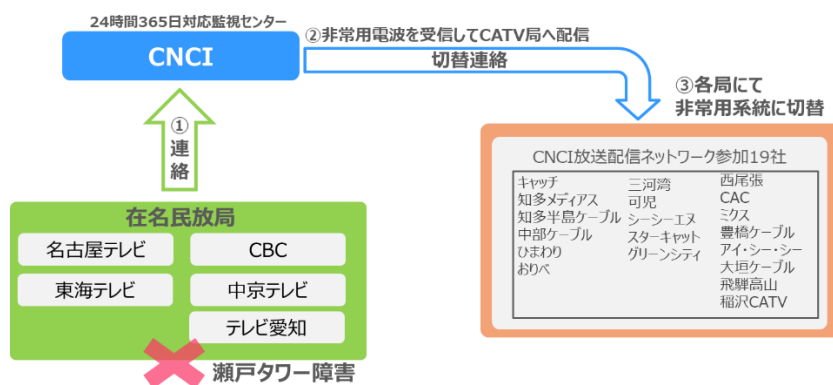 24時間365日対応監視センター
CNCI
②非常用電波を受信してCATV局へ配信
切替連絡
③各局にて
非常用系統に切替
①
連
絡
在名民放局
名古屋テレビ
CBC
東海テレビ
中京テレビ
テレビ愛知
瀬戸タワー障害
CNCI放送配信ネットワーク参加19社
キャッチ
知多メディアス
知多半島ケーブル
中部ケーブル
ひまわり
おりべ
三河湾
可児
シーシーエヌ
スターキャット
グリーンシティ
西尾張
CAC
ミクス
豊橋ケーブル
アイ・シー・シー
大垣ケーブル
飛騨高山
稲沢CATV